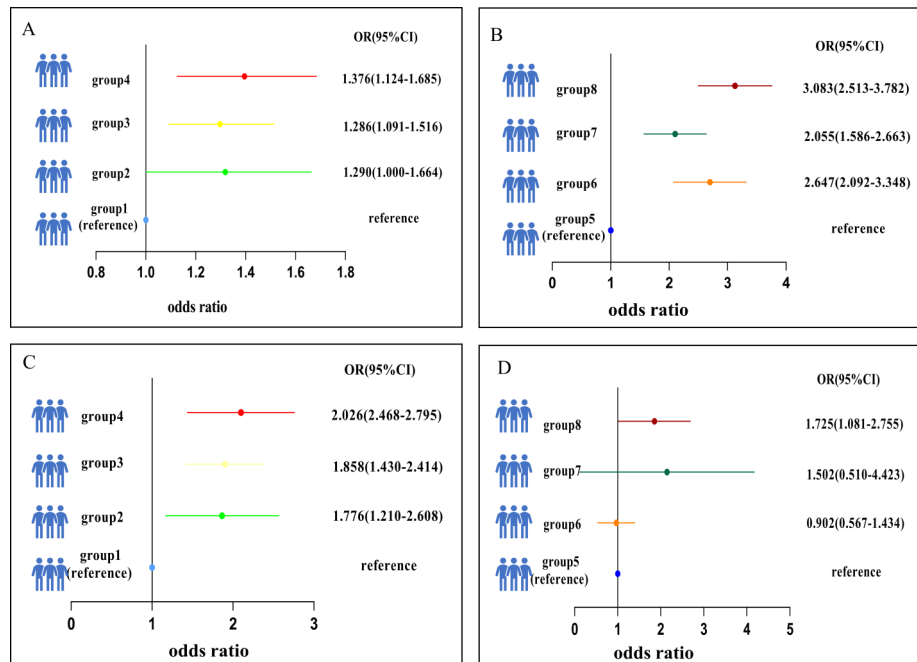 A
OR(95%CI)
group4
1.376(1.124-1.685)
group3
1.286(1.091-1.516)
group2
1.290(1.000-1.664)
group1
(reference)
reference
0.8 1.0 1.2 1.4 1.6 1.8
odds ratio
B
OR(95%CI)
group8
3.083(2.513-3.782)
group7
2.055(1.586-2.663)
group6
2.647(2.092-3.348)
group5
(reference)
reference
0 1 2 3 4
odds ratio
C
OR(95%CI)
group4
2.026(2.468-2.795)
group3
1.858(1.430-2.414)
group2
1.776(1.210-2.608)
group1
(reference)
reference
0 1 2 3
odds ratio
D
OR(95%CI)
group8
1.725(1.081-2.755)
group7
1.502(0.510-4.423)
group6
0.902(0.567-1.434)
group5
(reference)
reference
0 1 2 3 4 5
odds ratio